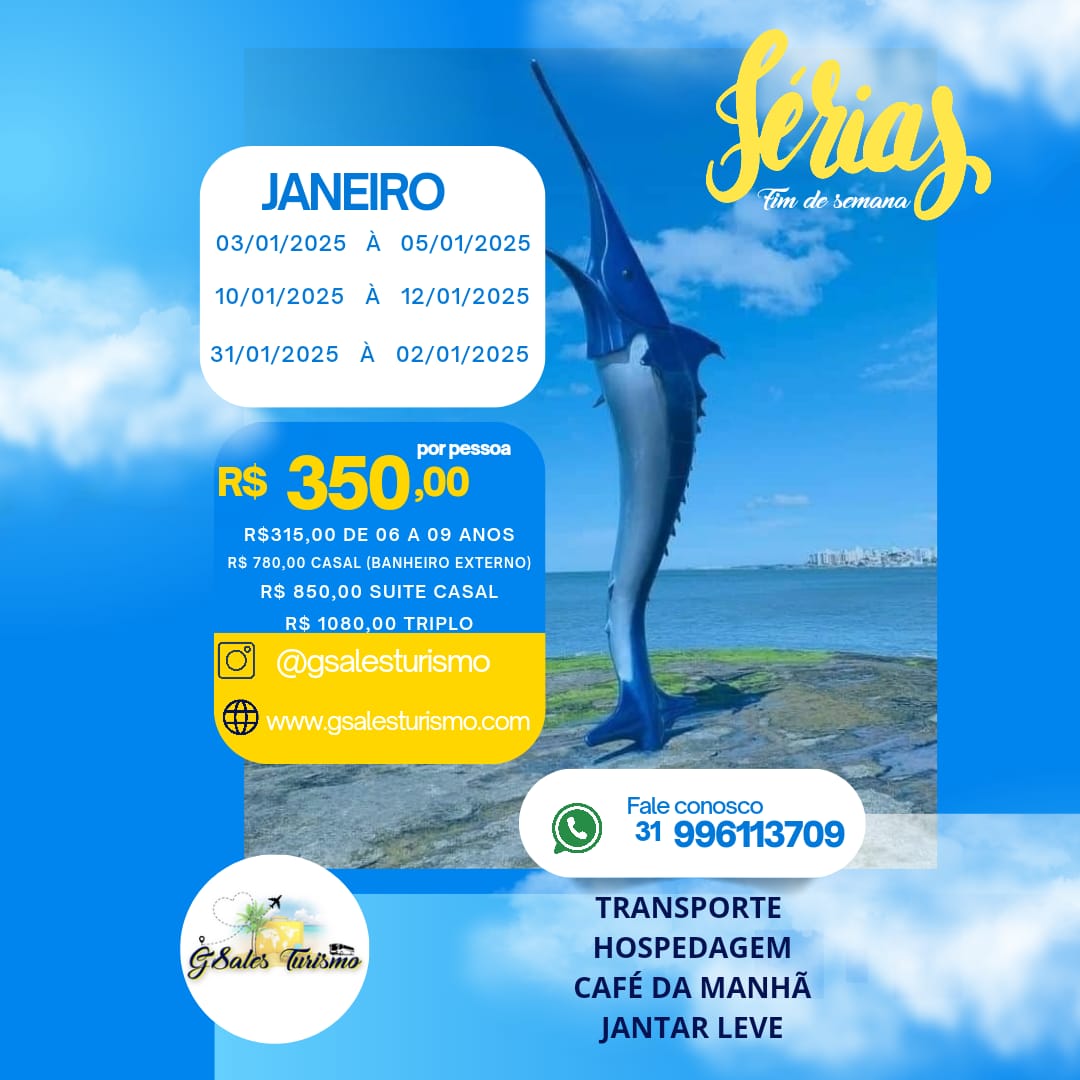 Férias
Fim de semana
JANEIRO
03/01/2025 À 05/01/2025
10/01/2025 À 12/01/2025
31/01/2025 À 02/01/2025
por pessoa
R$ 350,00
R$315,00 DE 06 A 09 ANOS
R$ 780,00 CASAL (BANHEIRO EXTERNO)
R$ 850,00 SUITE CASAL
R$ 1080,00 TRIPLO
@gsalesturismo
www.gsalesturismo.com
Fale conosco
31 996113709
GSales Turismo
TRANSPORTE
HOSPEDAGEM
CAFÉ DA MANHÃ
JANTAR LEVE